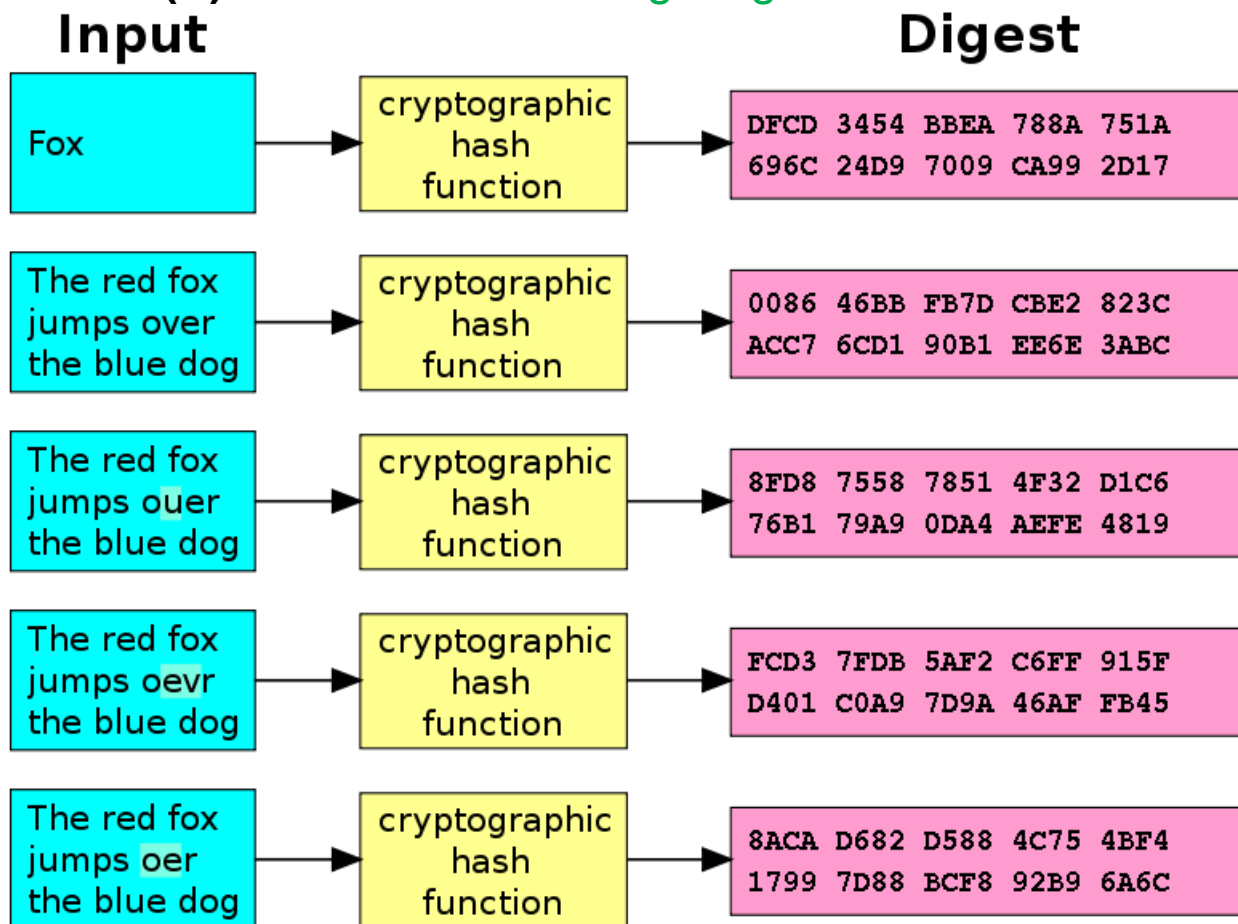 Input Digest
Fox
cryptographic
hash
function
DFCD 3454 BBEA 788A 751A
696C 24D9 7009 CA99 2D17
The red fox
jumps over
the blue dog
cryptographic
hash
function
0086 46BB FB7D CBE2 823C
ACC7 6CD1 90B1 EE6E 3ABC
The red fox
jumps ouer
the blue dog
cryptographic
hash
function
8FD8 7558 7851 4F32 D1C6
76B1 79A9 0DA4 AEFE 4819
The red fox
jumps oevr
the blue dog
cryptographic
hash
function
FCD3 7FDB 5AF2 C6FF 915F
D401 C0A9 7D9A 46AF FB45
The red fox
jumps oer
the blue dog
cryptographic
hash
function
8ACA D682 D588 4C75 4BF4
1799 7D88 BCF8 92B9 6A6C